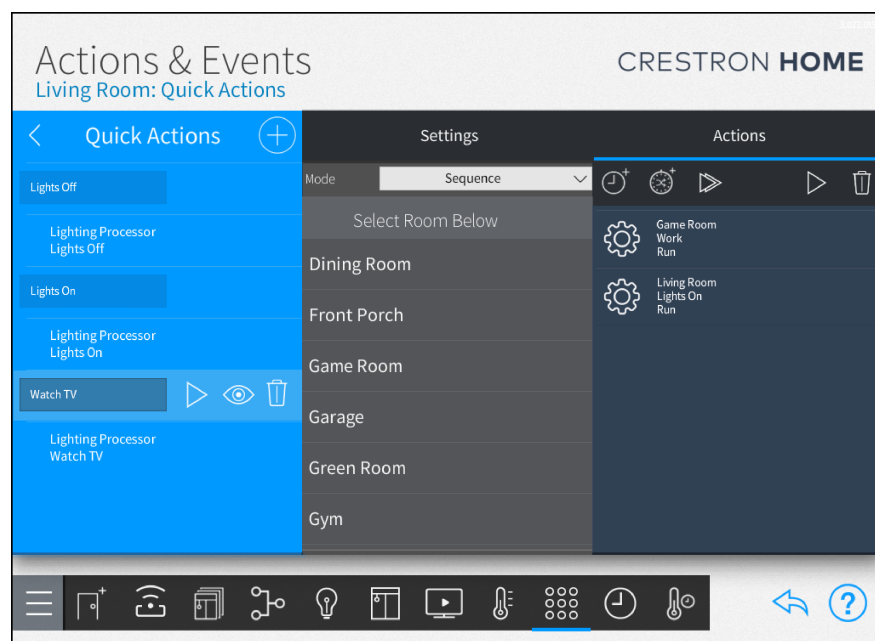 Actions & Events
Living Room: Quick Actions
CRESTRON HOME
Quick Actions
Settings
Actions
Lights Off
Lighting Processor
Lights Off
Lights On
Lighting Processor
Lights On
Watch TV
Lighting Processor
Watch TV
Mode
Sequence
Select Room Below
Dining Room
Front Porch
Game Room
Garage
Green Room
Gym
Game Room
Work
Run
Living Room
Lights On
Run
?